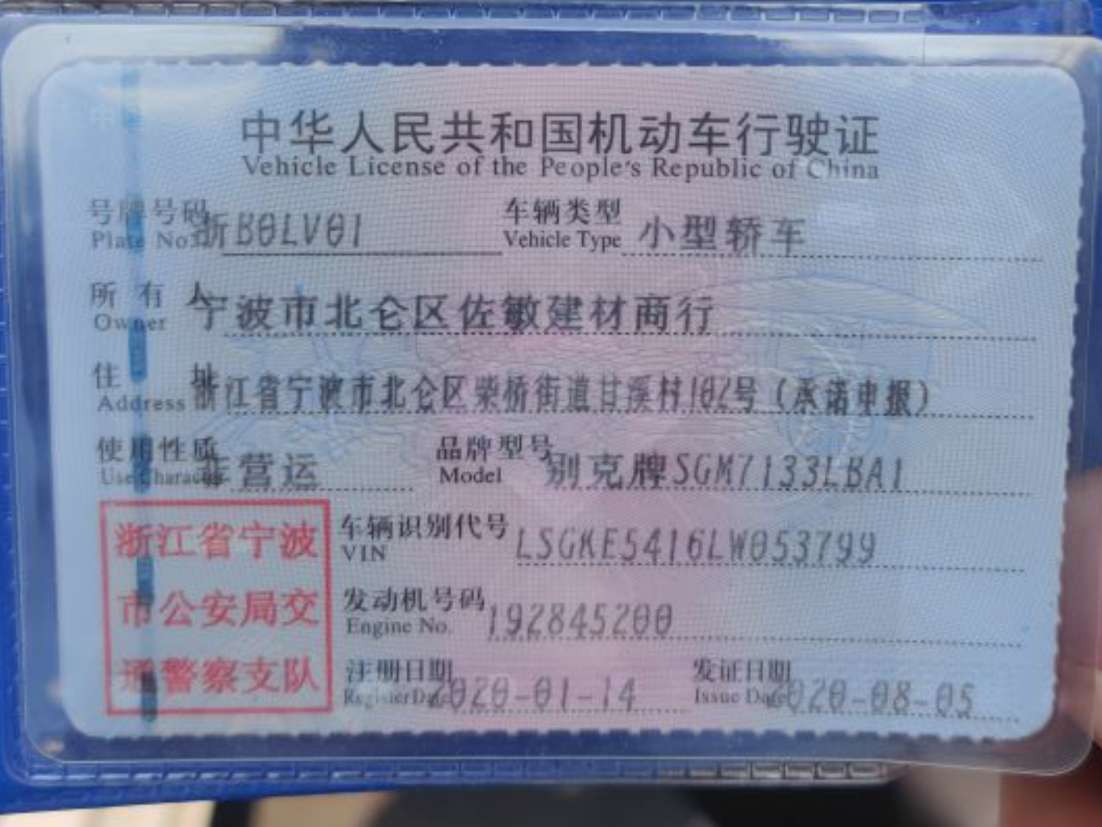 中华人民共和国机动车行驶证
Vehicle License of the People's Republic of China
号牌号码 浙B0LV01 车辆类型 小型轿车
Plate No. Vehicle Type
所有人 宁波市北仑区佐敏建材商行
Owner
住址 浙江省宁波市北仑区柴桥街道甘溪村102号(承诺申报)
Address
使用性质 非营运 品牌型号 别克牌SGM7133LBA1
Use Character Model
浙江省宁波
市公安局交
通警察支队
车辆识别代号 LSGKE5416LW053799
VIN
发动机号码 192845200
Engine No.
注册日期 2020-01-14 发证日期 2020-08-05
Register Date Issue Date